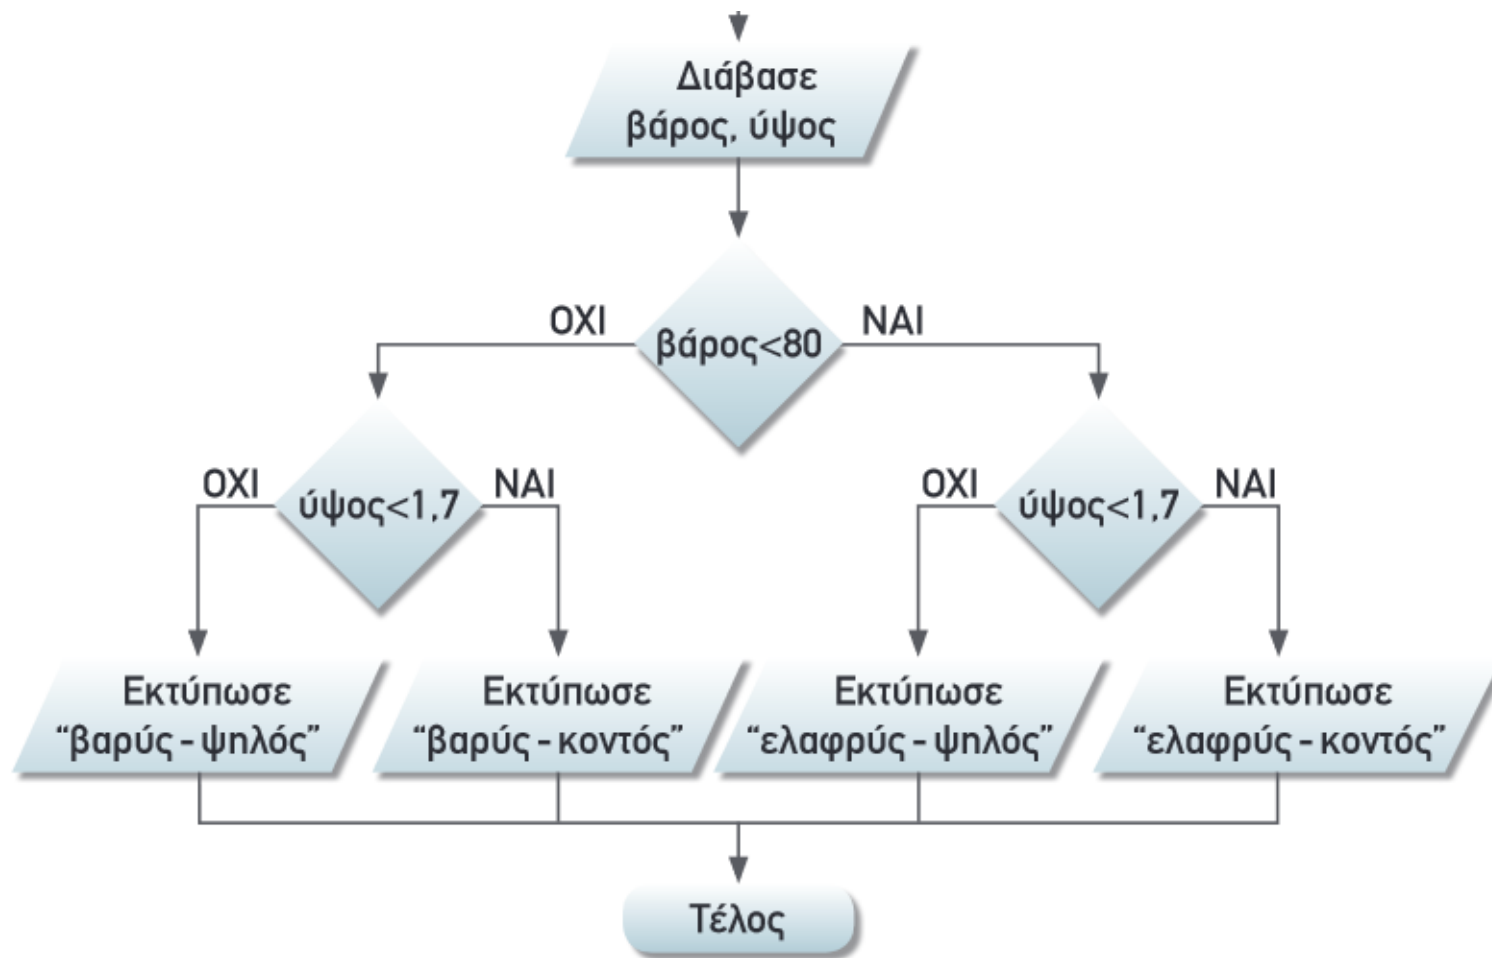 Διάβασε
βάρος, ύψος
ΟΧΙ
ΝΑΙ
βάρος<80
ΟΧΙ
ΝΑΙ
ύψος<1,7
ΟΧΙ
ΝΑΙ
ύψος<1,7
Εκτύπωσε
“βαρύς - ψηλός”
Εκτύπωσε
“βαρύς - κοντός”
Εκτύπωσε
“ελαφρύς - ψηλός”
Εκτύπωσε
“ελαφρύς - κοντός”
Τέλος